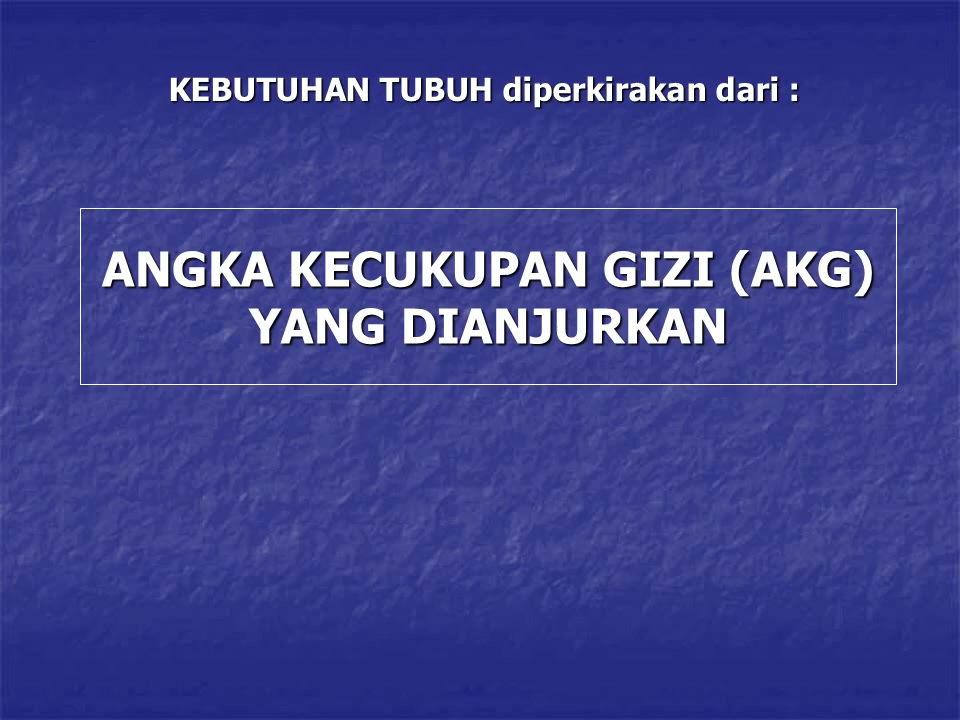 KEBUTUHAN TUBUH diperkirakan dari :
ANGKA KECUKUPAN GIZI (AKG)
YANG DIANJURKAN